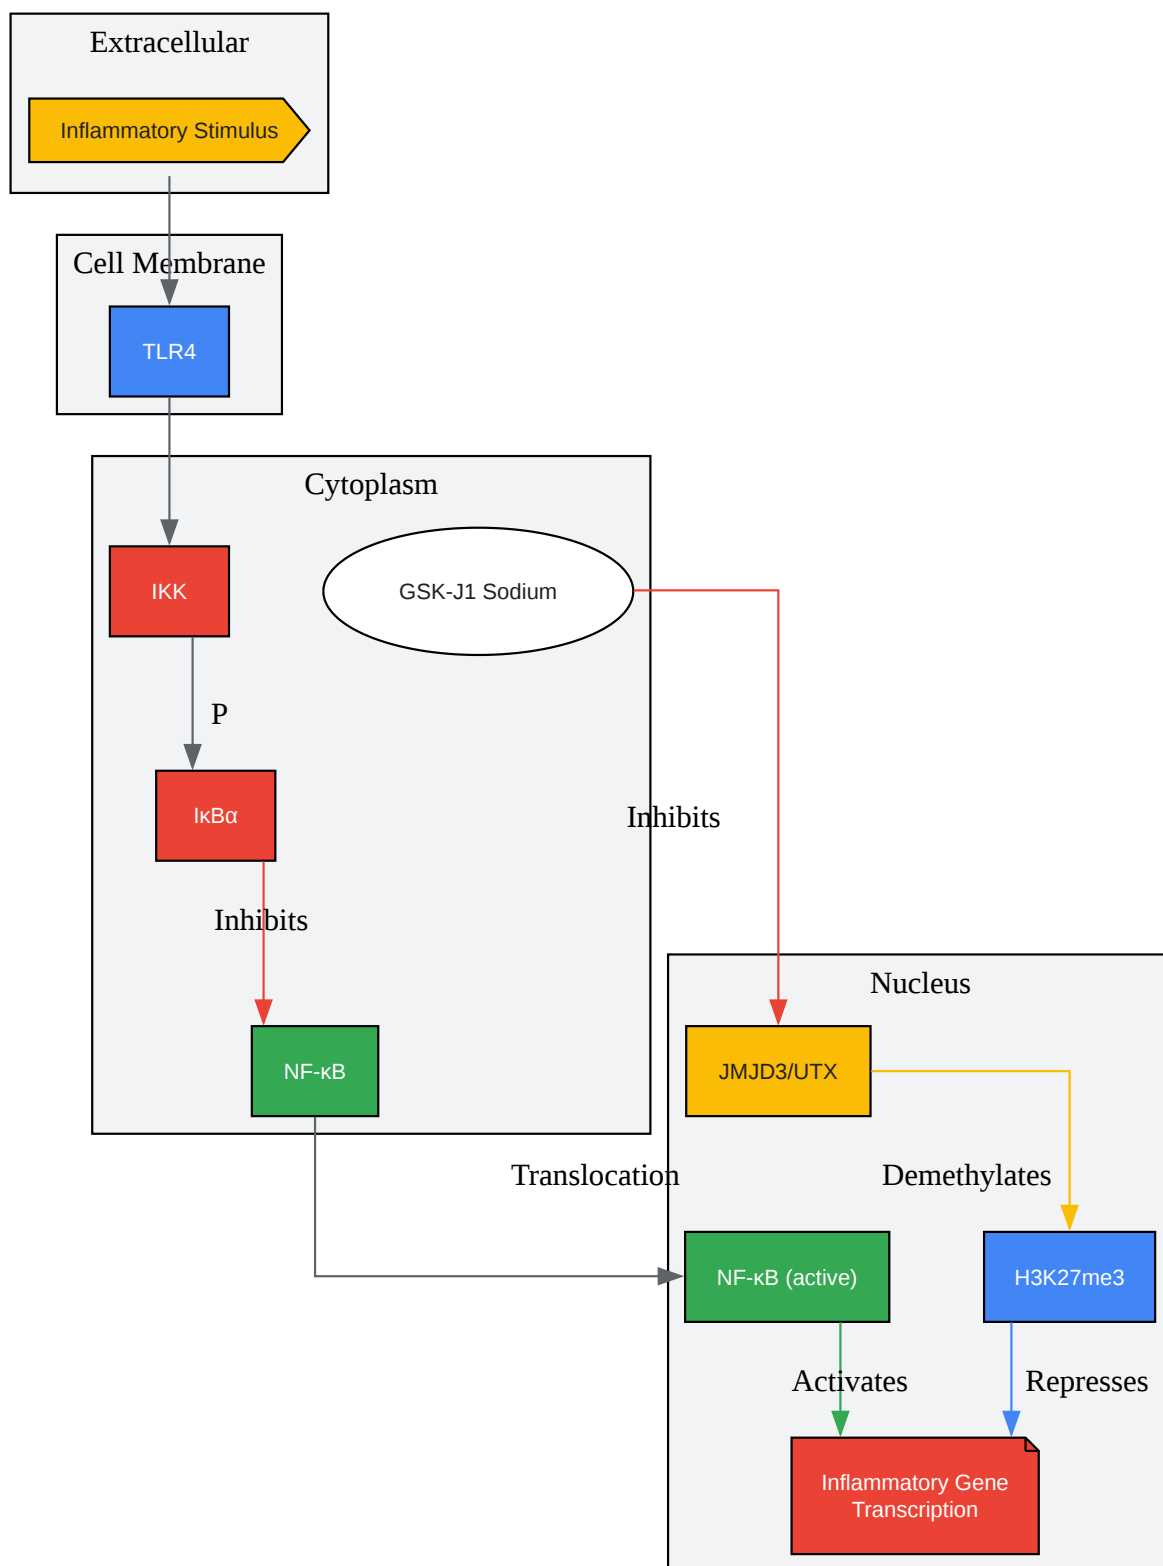 Extracellular
Inflammatory Stimulus
Cell Membrane
TLR4
Cytoplasm
IKK
GSK-J1 Sodium
P
IκBα
Inhibits
Inhibits
NF-κB
Nucleus
JMJD3/UTX
Translocation
Demethylates
NF-κB (active)
H3K27me3
Activates
Represses
Inflammatory Gene
Transcription